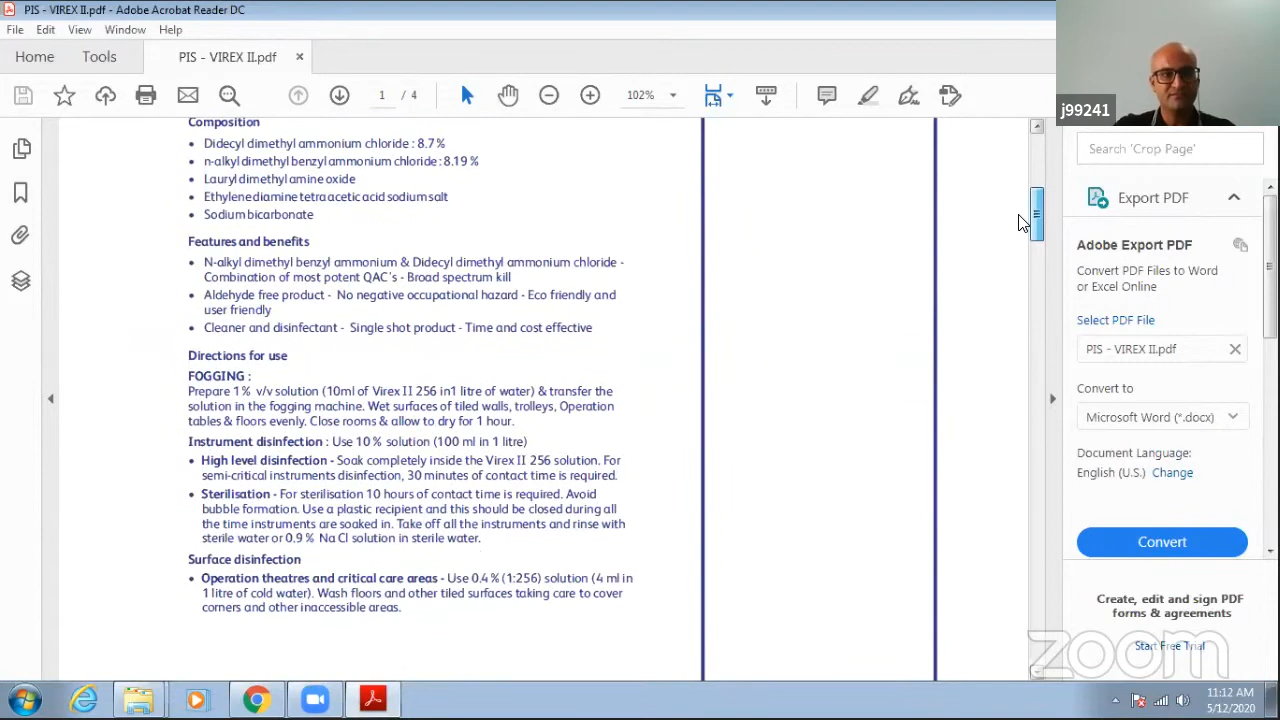 PIS - VIREX II.pdf - Adobe Acrobat Reader DC
File Edit View Window Help
Home Tools PIS - VIREX II.pdf ×
1 / 4 102%
j99241
Composition
• Didecyl dimethyl ammonium chloride : 8.7%
• n-alkyl dimethyl benzyl ammonium chloride : 8.19%
• Lauryl dimethyl amine oxide
• Ethylene diamine tetra acetic acid sodium salt
• Sodium bicarbonate
Features and benefits
• N-alkyl dimethyl benzyl ammonium & Didecyl dimethyl ammonium chloride -
Combination of most potent QAC's - Broad spectrum kill
• Aldehyde free product - No negative occupational hazard - Eco friendly and
user friendly
• Cleaner and disinfectant - Single shot product - Time and cost effective
Directions for use
FOGGING :
Prepare 1% v/v solution (10ml of Virex II 256 in1 litre of water) & transfer the
solution in the fogging machine. Wet surfaces of tiled walls, trolleys, Operation
tables & floors evenly. Close rooms & allow to dry for 1 hour.
Instrument disinfection : Use 10% solution (100 ml in 1 litre)
• High level disinfection - Soak completely inside the Virex II 256 solution. For
semi-critical instruments disinfection, 30 minutes of contact time is required.
• Sterilisation - For sterilisation 10 hours of contact time is required. Avoid
bubble formation. Use a plastic recipient and this should be closed during all
the time instruments are soaked in. Take off all the instruments and rinse with
sterile water or 0.9% Na Cl solution in sterile water.
Surface disinfection
• Operation theatres and critical care areas - Use 0.4% (1:256) solution (4 ml in
1 litre of cold water). Wash floors and other tiled surfaces taking care to cover
corners and other inaccessible areas.
Search 'Crop Page'
Export PDF
Adobe Export PDF
Convert PDF Files to Word
or Excel Online
Select PDF File
PIS - VIREX II.pdf
Convert to
Microsoft Word (*.docx)
Document Language:
English (U.S.) Change
Convert
Create, edit and sign PDF
forms & agreements
Start Free Trial
zoom
11:12 AM
5/12/2020